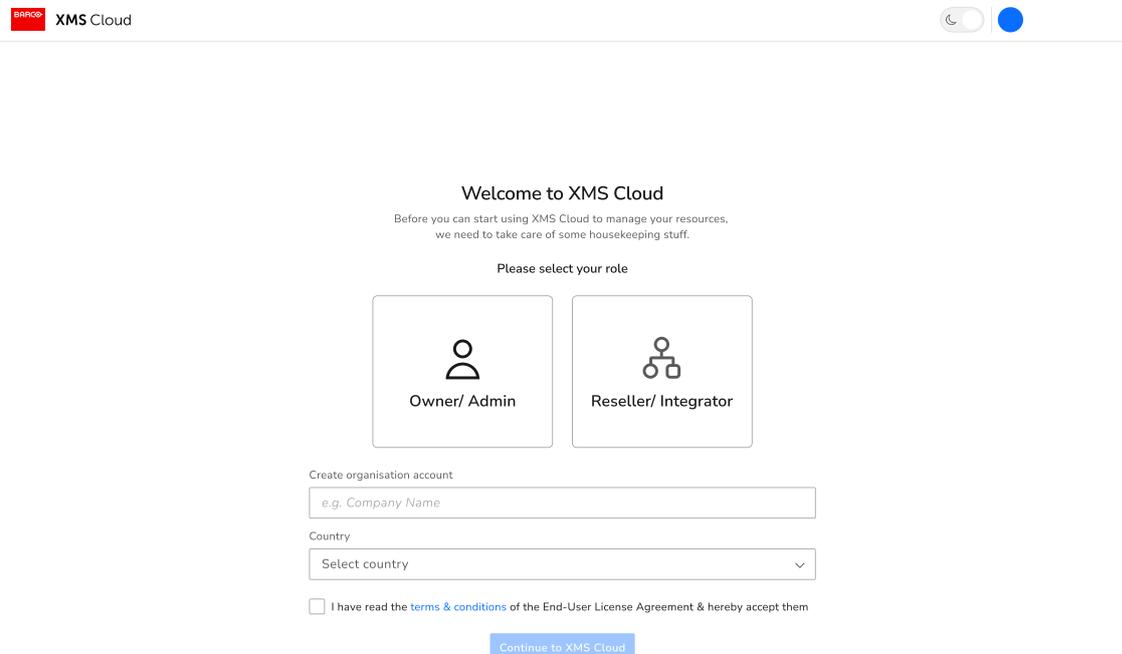 BARCO XMS Cloud
Welcome to XMS Cloud
Before you can start using XMS Cloud to manage your resources,
we need to take care of some housekeeping stuff.
Please select your role
Owner/ Admin
Reseller/ Integrator
Create organisation account
e.g. Company Name
Country
Select country
I have read the terms & conditions of the End-User License Agreement & hereby accept them
Continue to XMS Cloud